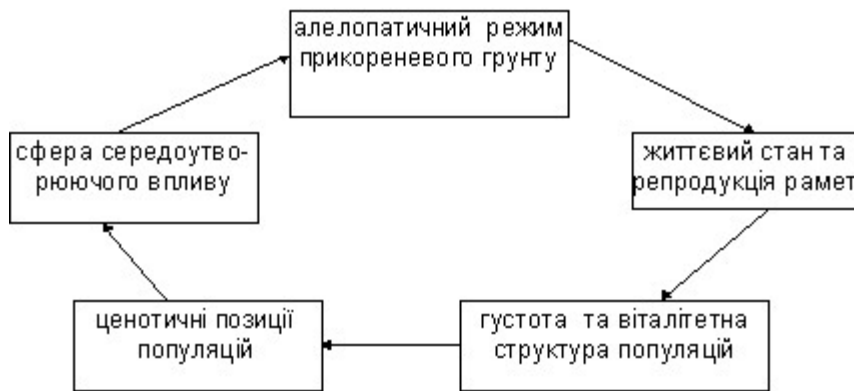 алелопатичний режим
прикореневого грунту
сфера середоутво-
рюючого впливу
життєвий стан та
репродукція рамет
ценотичні позиції
популяцій
густота та віталітетна
структура популяцій